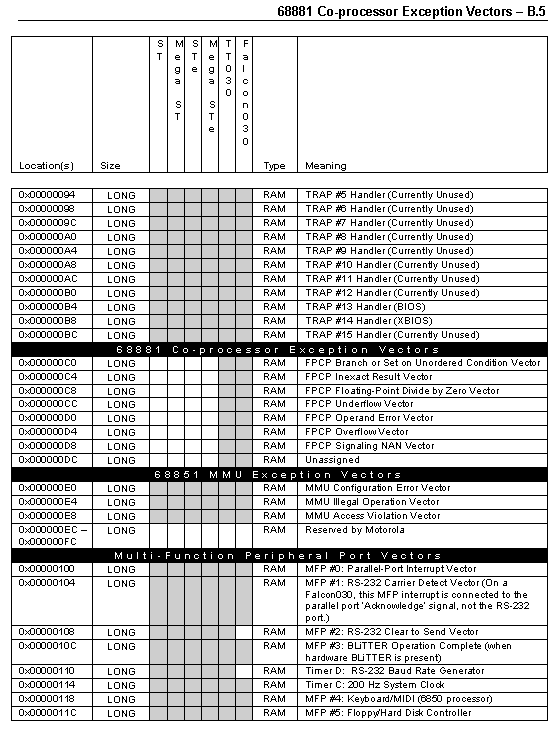 68881 Co-processor Exception Vectors – B.5
Location(s) Size ST Mega ST STe Mega STe TT030 Falcon030 Type Meaning
0x00000094 LONG RAM TRAP #5 Handler (Currently Unused)
0x00000098 LONG RAM TRAP #6 Handler (Currently Unused)
0x0000009C LONG RAM TRAP #7 Handler (Currently Unused)
0x000000A0 LONG RAM TRAP #8 Handler (Currently Unused)
0x000000A4 LONG RAM TRAP #9 Handler (Currently Unused)
0x000000A8 LONG RAM TRAP #10 Handler (Currently Unused)
0x000000AC LONG RAM TRAP #11 Handler (Currently Unused)
0x000000B0 LONG RAM TRAP #12 Handler (Currently Unused)
0x000000B4 LONG RAM TRAP #13 Handler (BIOS)
0x000000B8 LONG RAM TRAP #14 Handler (XBIOS)
0x000000BC LONG RAM TRAP #15 Handler (Currently Unused)
68881 Co-processor Exception Vectors
0x000000C0 LONG RAM FPCP Branch or Set on Unordered Condition Vector
0x000000C4 LONG RAM FPCP Inexact Result Vector
0x000000C8 LONG RAM FPCP Floating-Point Divide by Zero Vector
0x000000CC LONG RAM FPCP Underflow Vector
0x000000D0 LONG RAM FPCP Operand Error Vector
0x000000D4 LONG RAM FPCP Overflow Vector
0x000000D8 LONG RAM FPCP Signaling NAN Vector
0x000000DC LONG RAM Unassigned
68851 MMU Exception Vectors
0x000000E0 LONG RAM MMU Configuration Error Vector
0x000000E4 LONG RAM MMU Illegal Operation Vector
0x000000E8 LONG RAM MMU Access Violation Vector
0x000000EC – LONG RAM Reserved by Motorola
0x000000FC
Multi-Function Peripheral Port Vectors
0x00000100 LONG RAM MFP #0: Parallel-Port Interrupt Vector
0x00000104 LONG RAM MFP #1: RS-232 Carrier Detect Vector (On a
Falcon030, this MFP interrupt is connected to the
parallel port 'Acknowledge' signal, not the RS-232
port.)
0x00000108 LONG RAM MFP #2: RS-232 Clear to Send Vector
0x0000010C LONG RAM MFP #3: BLiTTER Operation Complete (when
hardware BLiTTER is present)
0x00000110 LONG RAM Timer D: RS-232 Baud Rate Generator
0x00000114 LONG RAM Timer C: 200 Hz System Clock
0x00000118 LONG RAM MFP #4: Keyboard/MIDI (6850 processor)
0x0000011C LONG RAM MFP #5: Floppy/Hard Disk Controller